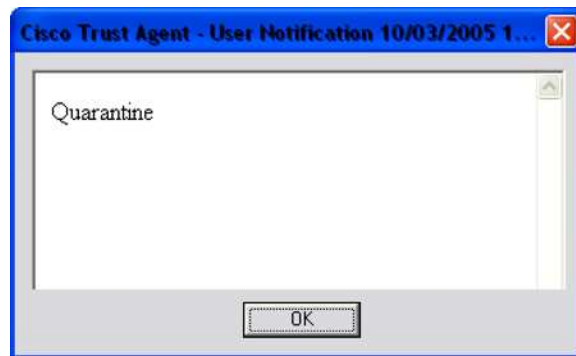 Cisco Trust Agent - User Notification 10/03/2005 1...
Quarantine
OK